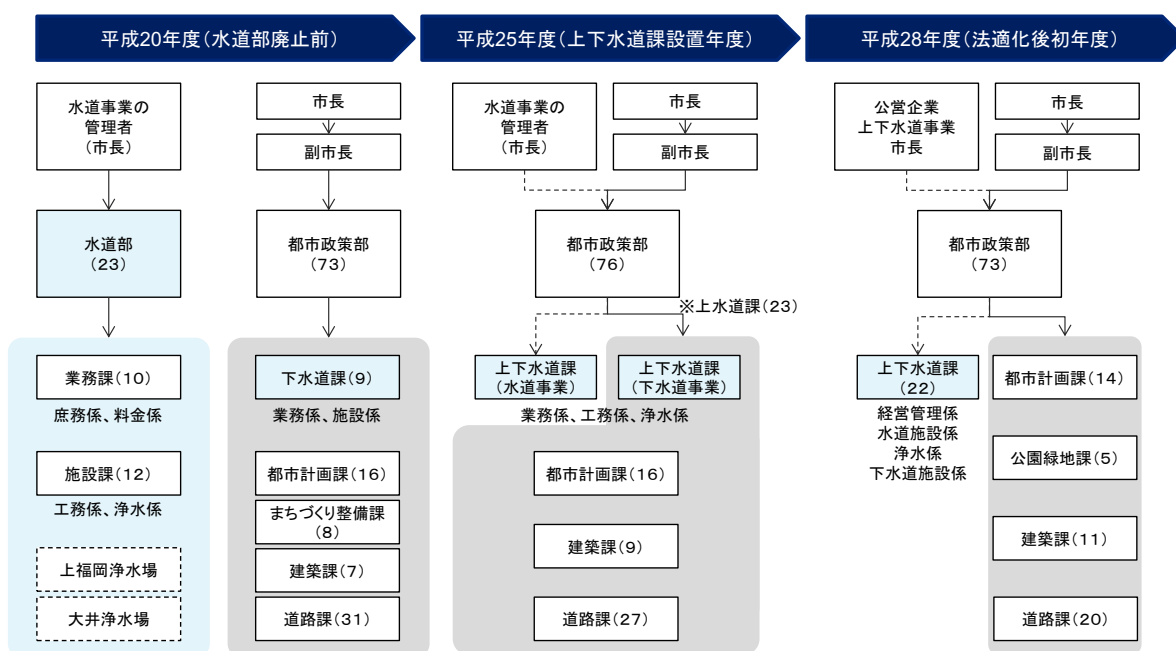 平成20年度(水道部廃止前)
平成25年度(上下水道課設置年度)
平成28年度(法適化後初年度)
水道事業の
管理者
(市長)
市長
副市長
水道部
(23)
都市政策部
(73)
業務課(10)
庶務係、料金係
施設課(12)
工務係、浄水係
上福岡浄水場
大井浄水場
下水道課(9)
業務係、施設係
都市計画課(16)
まちづくり整備課
(8)
建築課(7)
道路課(31)
水道事業の
管理者
(市長)
市長
副市長
都市政策部
(76)
※上水道課(23)
上下水道課
(水道事業)
上下水道課
(下水道事業)
業務係、工務係、浄水係
都市計画課(16)
建築課(9)
道路課(27)
公営企業
上下水道事業
市長
市長
副市長
都市政策部
(73)
上下水道課
(22)
経営管理係
水道施設係
浄水係
下水道施設係
都市計画課(14)
公園緑地課(5)
建築課(11)
道路課(20)